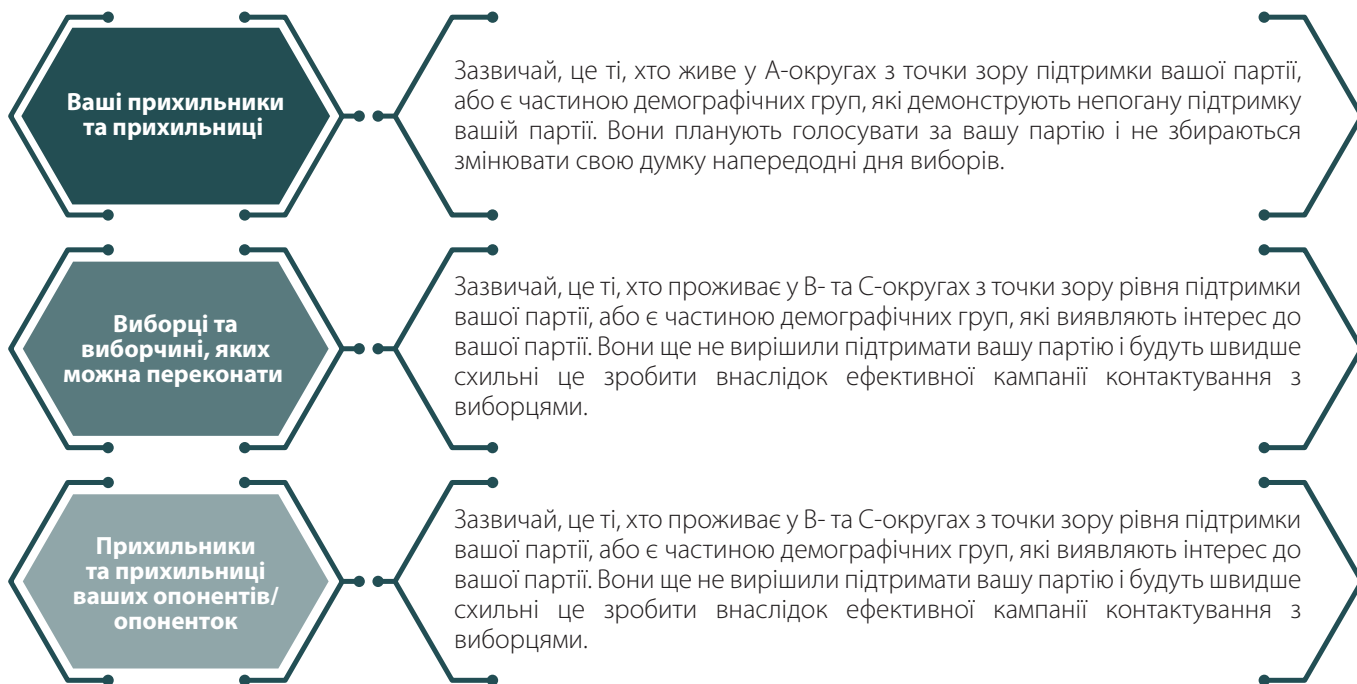 Ваші прихильники
та прихильниці
Зазвичай, це ті, хто живе у А-округах з точки зору підтримки вашої партії,
або є частиною демографічних груп, які демонструють непогану підтримку
вашій партії. Вони планують голосувати за вашу партію і не збираються
змінювати свою думку напередодні дня виборів.
Виборці та
виборчині, яких
можна переконати
Зазвичай, це ті, хто проживає у В- та С-округах з точки зору рівня підтримки
вашої партії, або є частиною демографічних груп, які виявляють інтерес до
вашої партії. Вони ще не вирішили підтримати вашу партію і будуть швидше
схильні це зробити внаслідок ефективної кампанії контактування з
виборцями.
Прихильники
та прихильниці
ваших опонентів/
опоненток
Зазвичай, це ті, хто проживає у В- та С-округах з точки зору рівня підтримки
вашої партії, або є частиною демографічних груп, які виявляють інтерес до
вашої партії. Вони ще не вирішили підтримати вашу партію і будуть швидше
схильні це зробити внаслідок ефективної кампанії контактування з
виборцями.